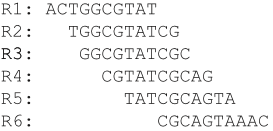 R1: ACTGGCGTAT
R2: TGGCGTATCG
R3: GGCGTATCGC
R4: CGTATCGCAG
R5: TATCGCAGTA
R6: CGCAGTAAAC